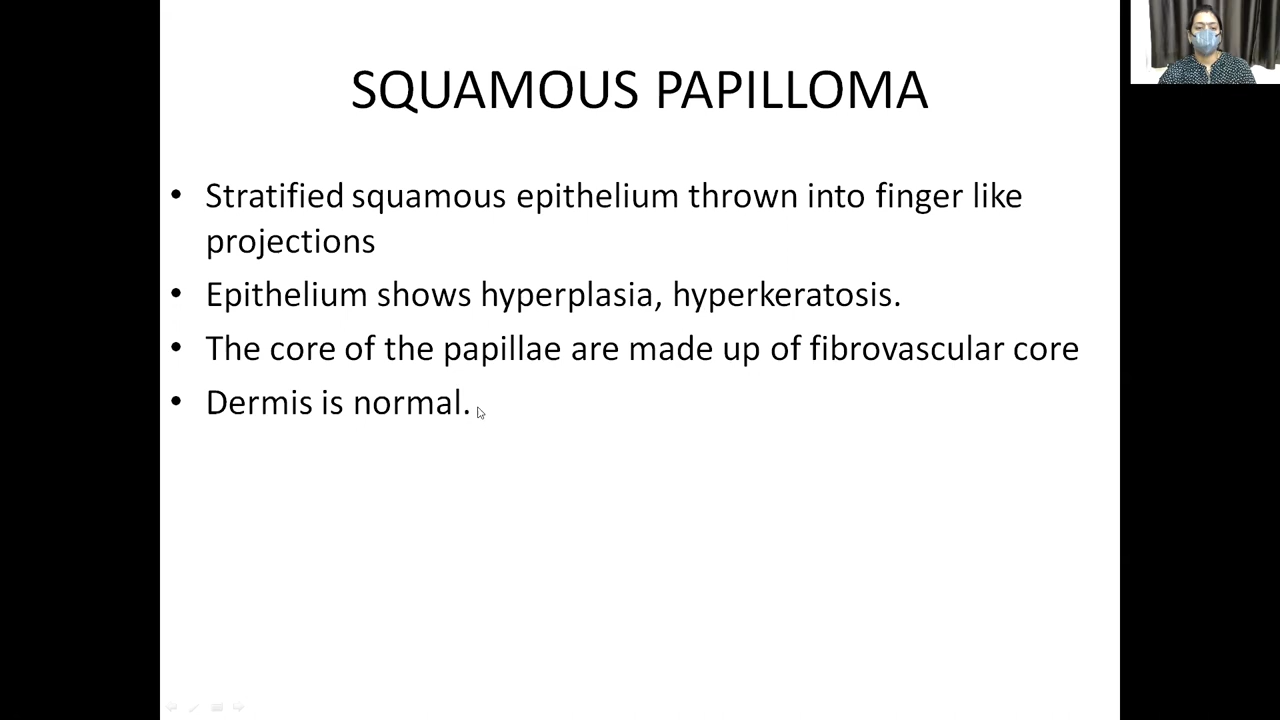 SQUAMOUS PAPILLOMA
• Stratified squamous epithelium thrown into finger like
projections
• Epithelium shows hyperplasia, hyperkeratosis.
• The core of the papillae are made up of fibrovascular core
• Dermis is normal.